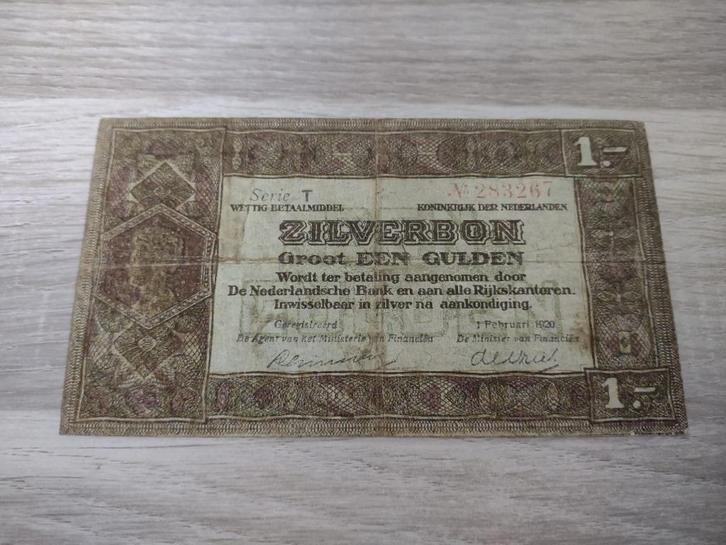 1.-
Serie T № 283267
WETTIG BETAALMIDDEL KONINKRIJK DER NEDERLANDEN
ZILVERBON
Groot EEN GULDEN
Wordt ter betaling aangenomen door
De Nederlandsche Bank en aan alle Rijkskantoren.
Inwisselbaar in zilver na aankondiging.
Geregistreerd 1 Februari 1920
De Agent van het Ministerie van Financiën De Minister van Financiën
1.-